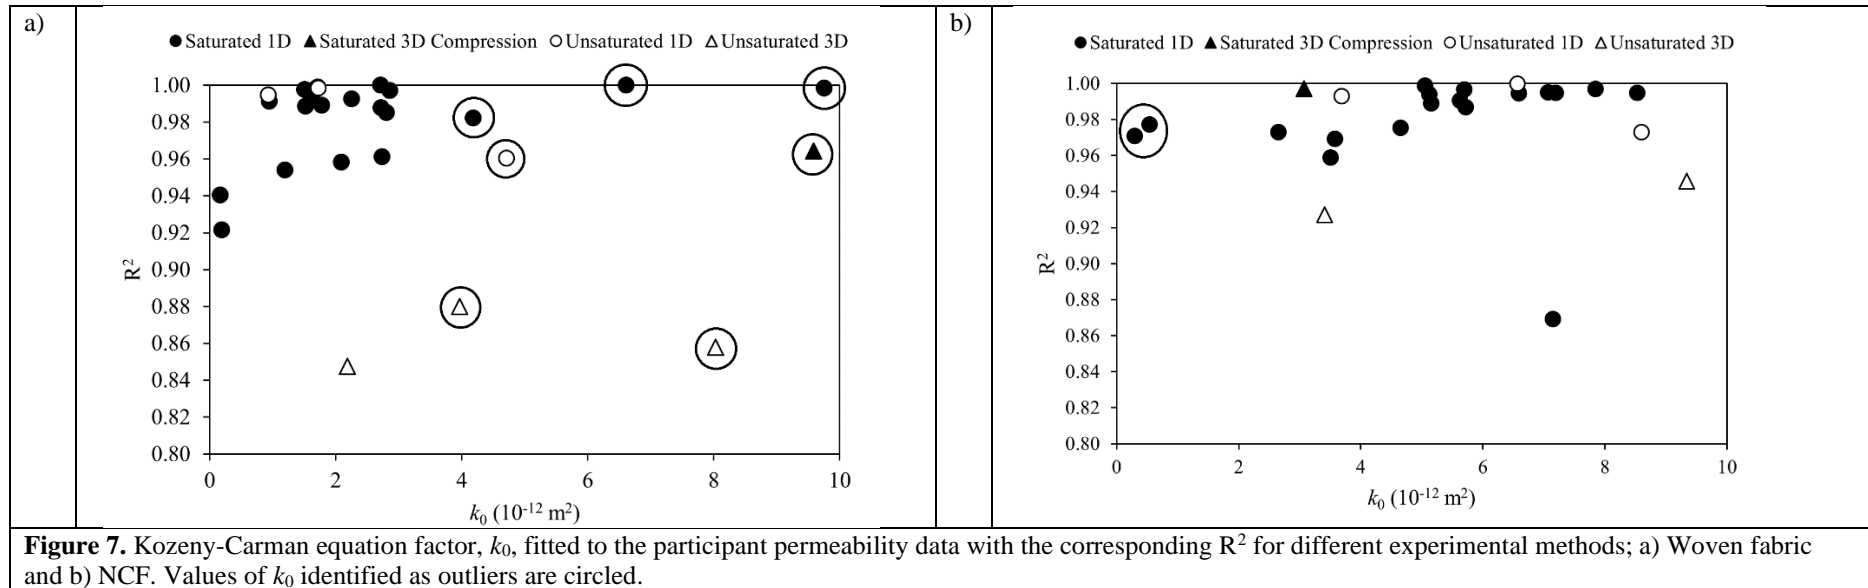 a)
● Saturated 1D ▲ Saturated 3D Compression ○ Unsaturated 1D △ Unsaturated 3D
1.00
0.98
0.96
0.94
0.92
0.90
0.88
0.86
0.84
0.82
0.80
R²
0 2 4 6 8 10
k₀ (10⁻¹² m²)
b)
● Saturated 1D ▲ Saturated 3D Compression ○ Unsaturated 1D △ Unsaturated 3D
1.00
0.98
0.96
0.94
0.92
0.90
0.88
0.86
0.84
0.82
0.80
R²
0 2 4 6 8 10
k₀ (10⁻¹² m²)
Figure 7. Kozeny-Carman equation factor, k₀, fitted to the participant permeability data with the corresponding R² for different experimental methods; a) Woven fabric
and b) NCF. Values of k₀ identified as outliers are circled.